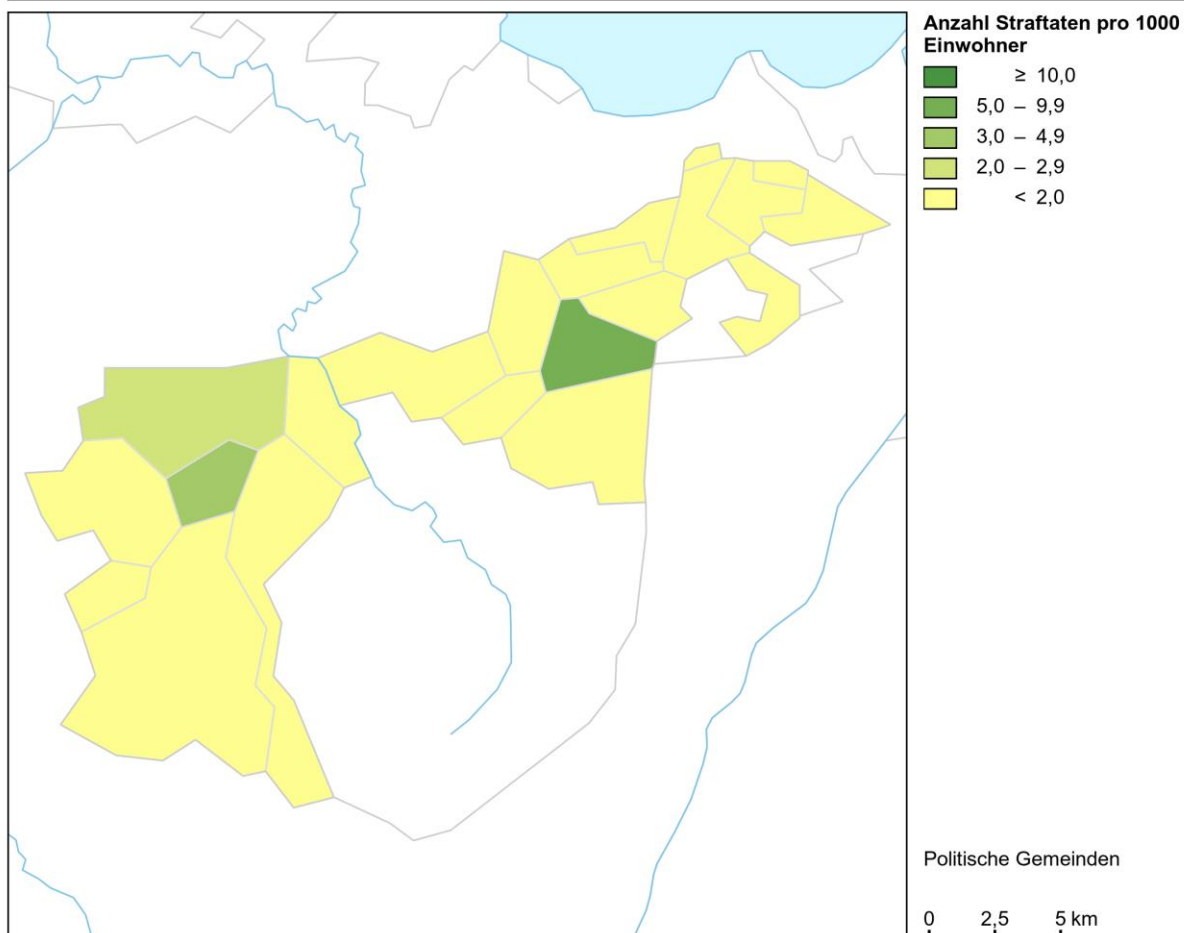 Anzahl Straftaten pro 1000
Einwohner
≥ 10,0
5,0 – 9,9
3,0 – 4,9
2,0 – 2,9
< 2,0
Politische Gemeinden
0 2,5 5 km